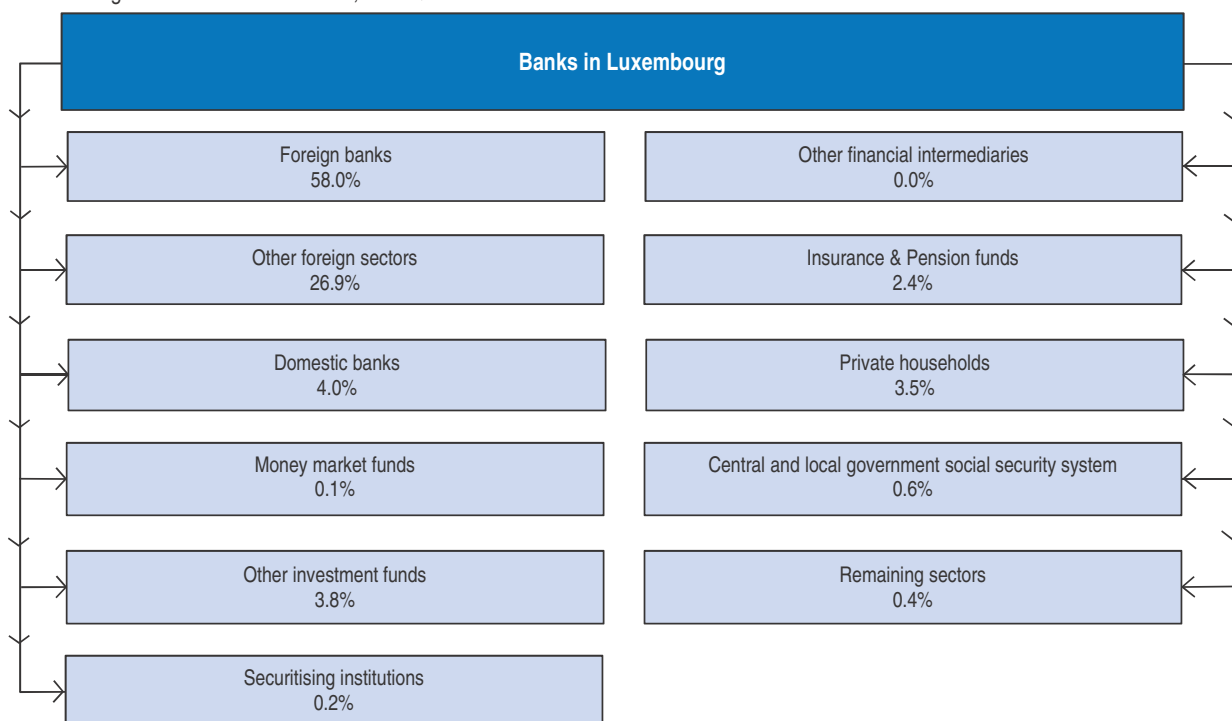 Banks in Luxembourg
Foreign banks
58.0%
Other foreign sectors
26.9%
Domestic banks
4.0%
Money market funds
0.1%
Other investment funds
3.8%
Securitising institutions
0.2%
Other financial intermediaries
0.0%
Insurance & Pension funds
2.4%
Private households
3.5%
Central and local government social security system
0.6%
Remaining sectors
0.4%